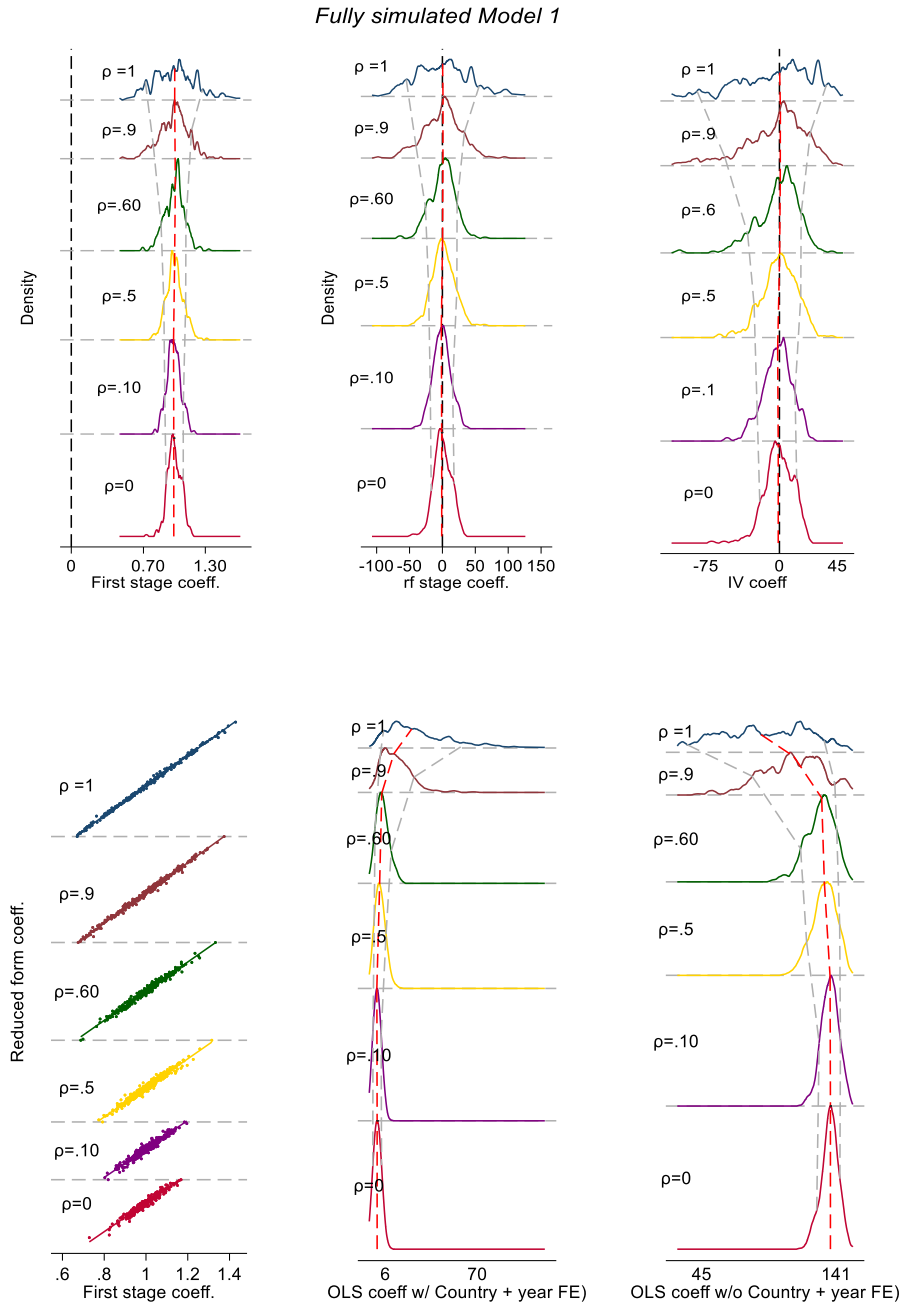 Fully simulated Model 1
Density
ρ =1
ρ=.9
ρ=.60
ρ=.5
ρ=.10
ρ=0
0 0.70 1.30
First stage coeff.
Density
ρ =1
ρ=.9
ρ=.60
ρ=.5
ρ=.10
ρ=0
-100 -50 0 50 100 150
rf stage coeff.
ρ =1
ρ=.9
ρ=.6
ρ=.5
ρ=.1
ρ=0
-75 0 45
IV coeff
Reduced form coeff.
ρ =1
ρ=.9
ρ=.60
ρ=.5
ρ=.10
ρ=0
.6 .8 1 1.2 1.4
First stage coeff.
ρ =1
ρ=.9
ρ=.60
ρ=.5
ρ=.10
ρ=0
6 70
OLS coeff w/ Country + year FE)
ρ =1
ρ=.9
ρ=.60
ρ=.5
ρ=.10
ρ=0
45 141
OLS coeff w/o Country + year FE)